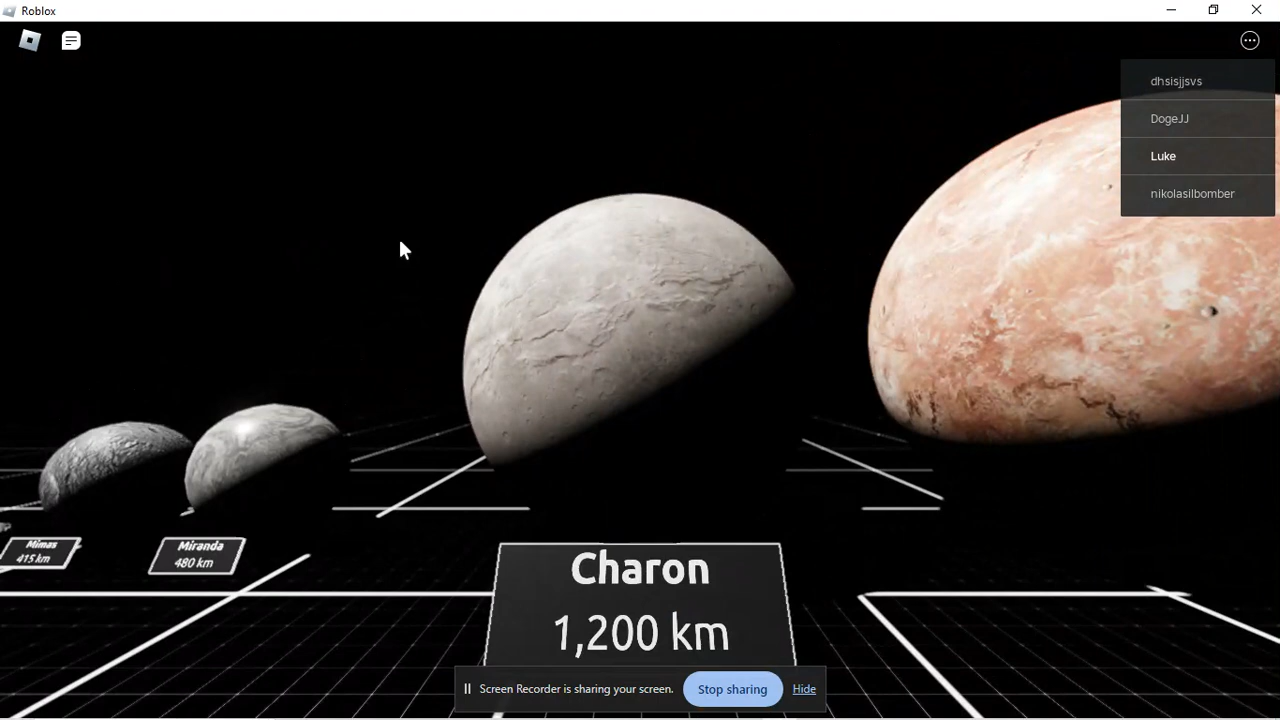 Roblox
dhsisjjsvs
DogeJJ
Luke
nikolasilbomber
Mimas
415 km
Miranda
480 km
Charon
1,200 km
Screen Recorder is sharing your screen.
Stop sharing
Hide